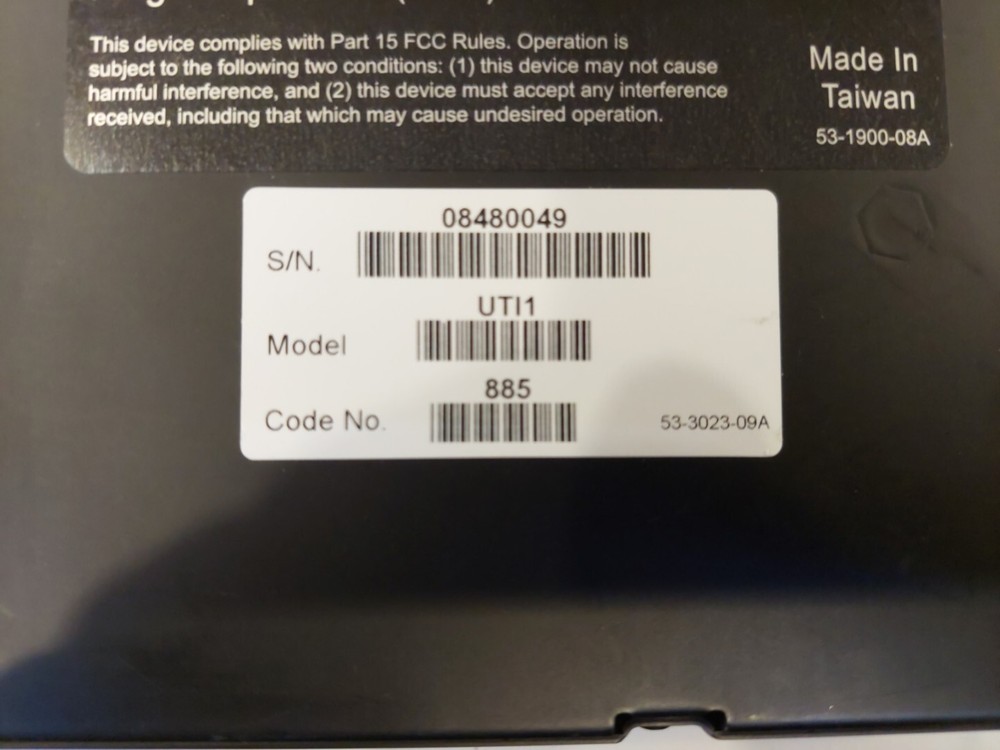 This device complies with Part 15 FCC Rules. Operation is
subject to the following two conditions: (1) this device may not cause
harmful interference, and (2) this device must accept any interference
received, including that which may cause undesired operation.
Made In
Taiwan
53-1900-08A
08480049
S/N.
UTI1
Model
885
Code No.
53-3023-09A